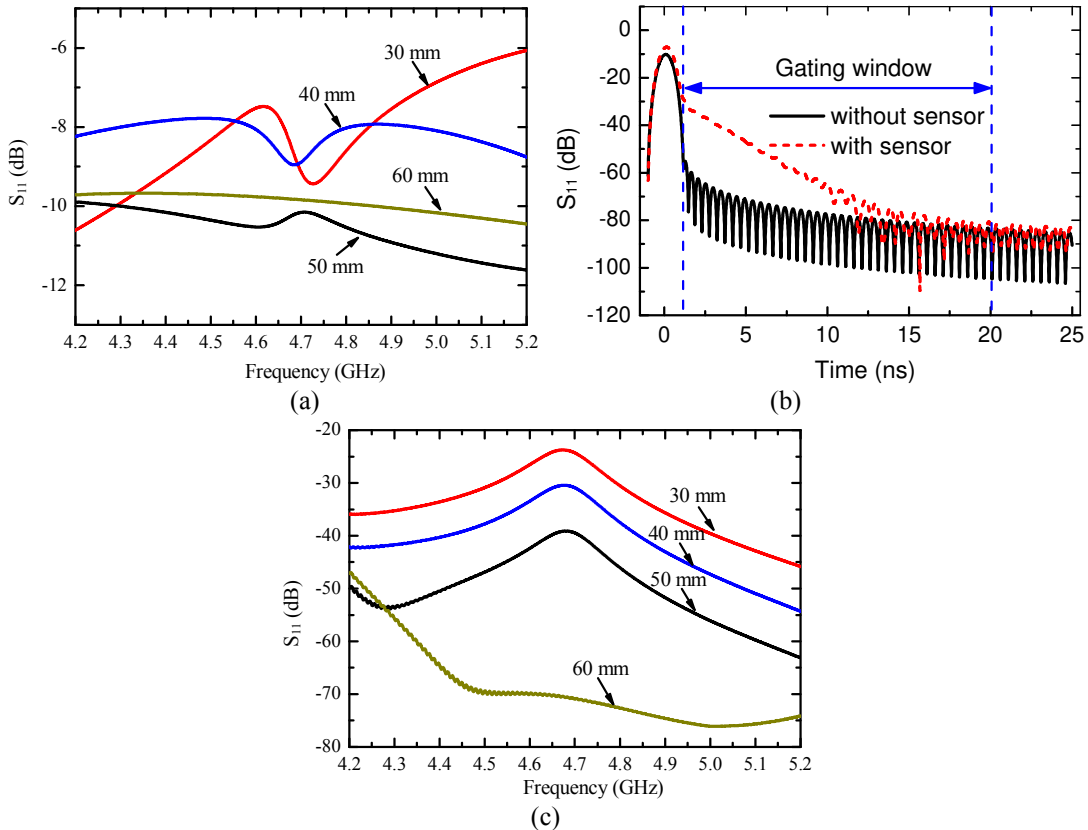 -6
-8
-10
-12
S11 (dB)
30 mm
40 mm
60 mm
50 mm
4.2 4.3 4.4 4.5 4.6 4.7 4.8 4.9 5.0 5.1 5.2
Frequency (GHz)
(a)
0
-20
-40
-60
-80
-100
-120
S11 (dB)
Gating window
without sensor
with sensor
0 5 10 15 20 25
Time (ns)
(b)
-20
-30
-40
-50
-60
-70
-80
S11 (dB)
30 mm
40 mm
50 mm
60 mm
4.2 4.3 4.4 4.5 4.6 4.7 4.8 4.9 5.0 5.1 5.2
Frequency (GHz)
(c)